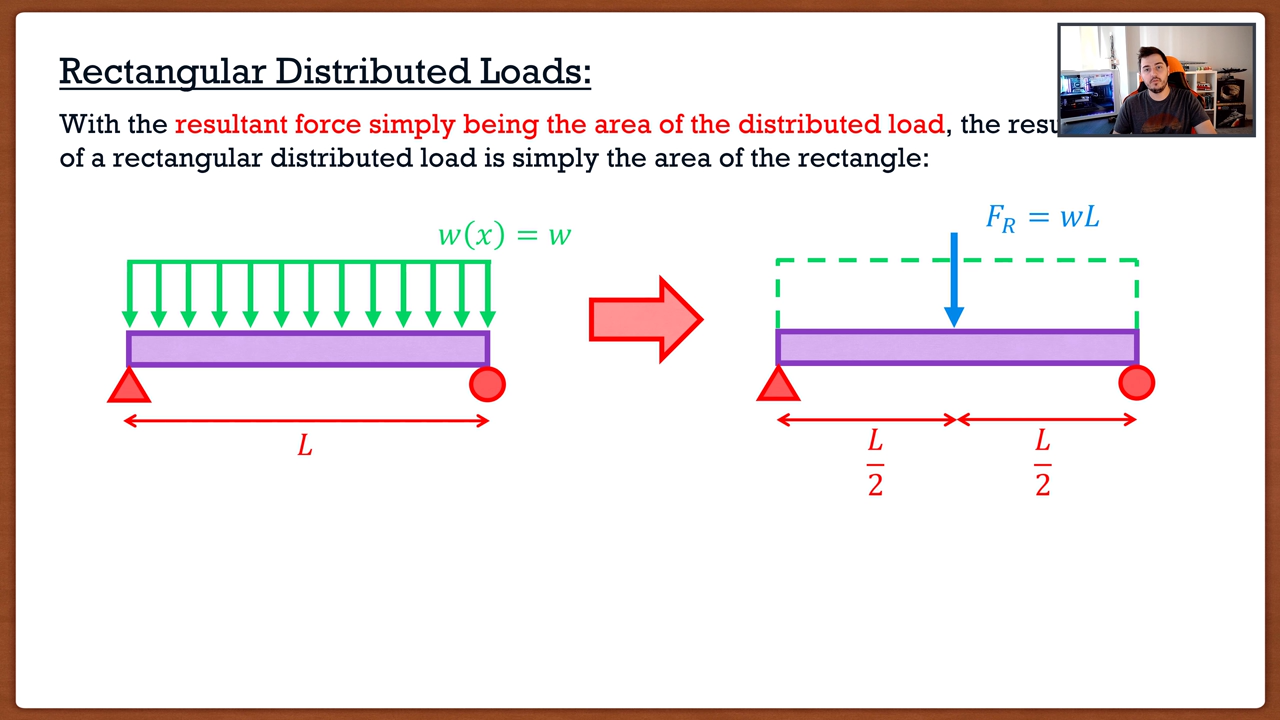 Rectangular Distributed Loads:
With the resultant force simply being the area of the distributed load, the
of a rectangular distributed load is simply the area of the rectangle:
w(x) = w
F_R = wL
L
L/2
L/2